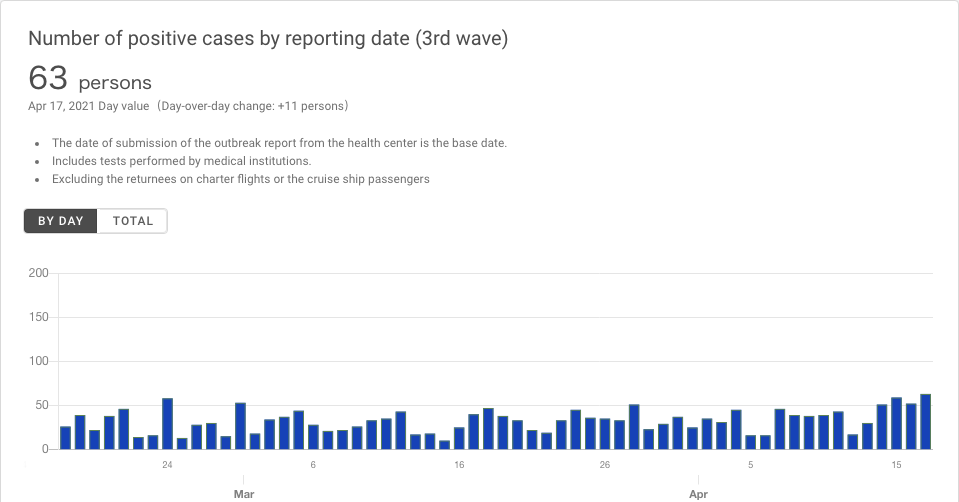 Number of positive cases by reporting date (3rd wave)
63 persons
Apr 17, 2021 Day value （Day-over-day change: +11 persons）
• The date of submission of the outbreak report from the health center is the base date.
• Includes tests performed by medical institutions.
• Excluding the returnees on charter flights or the cruise ship passengers
BY DAY TOTAL
200
150
100
50
0
24 6 16 26 5 15
Mar Apr